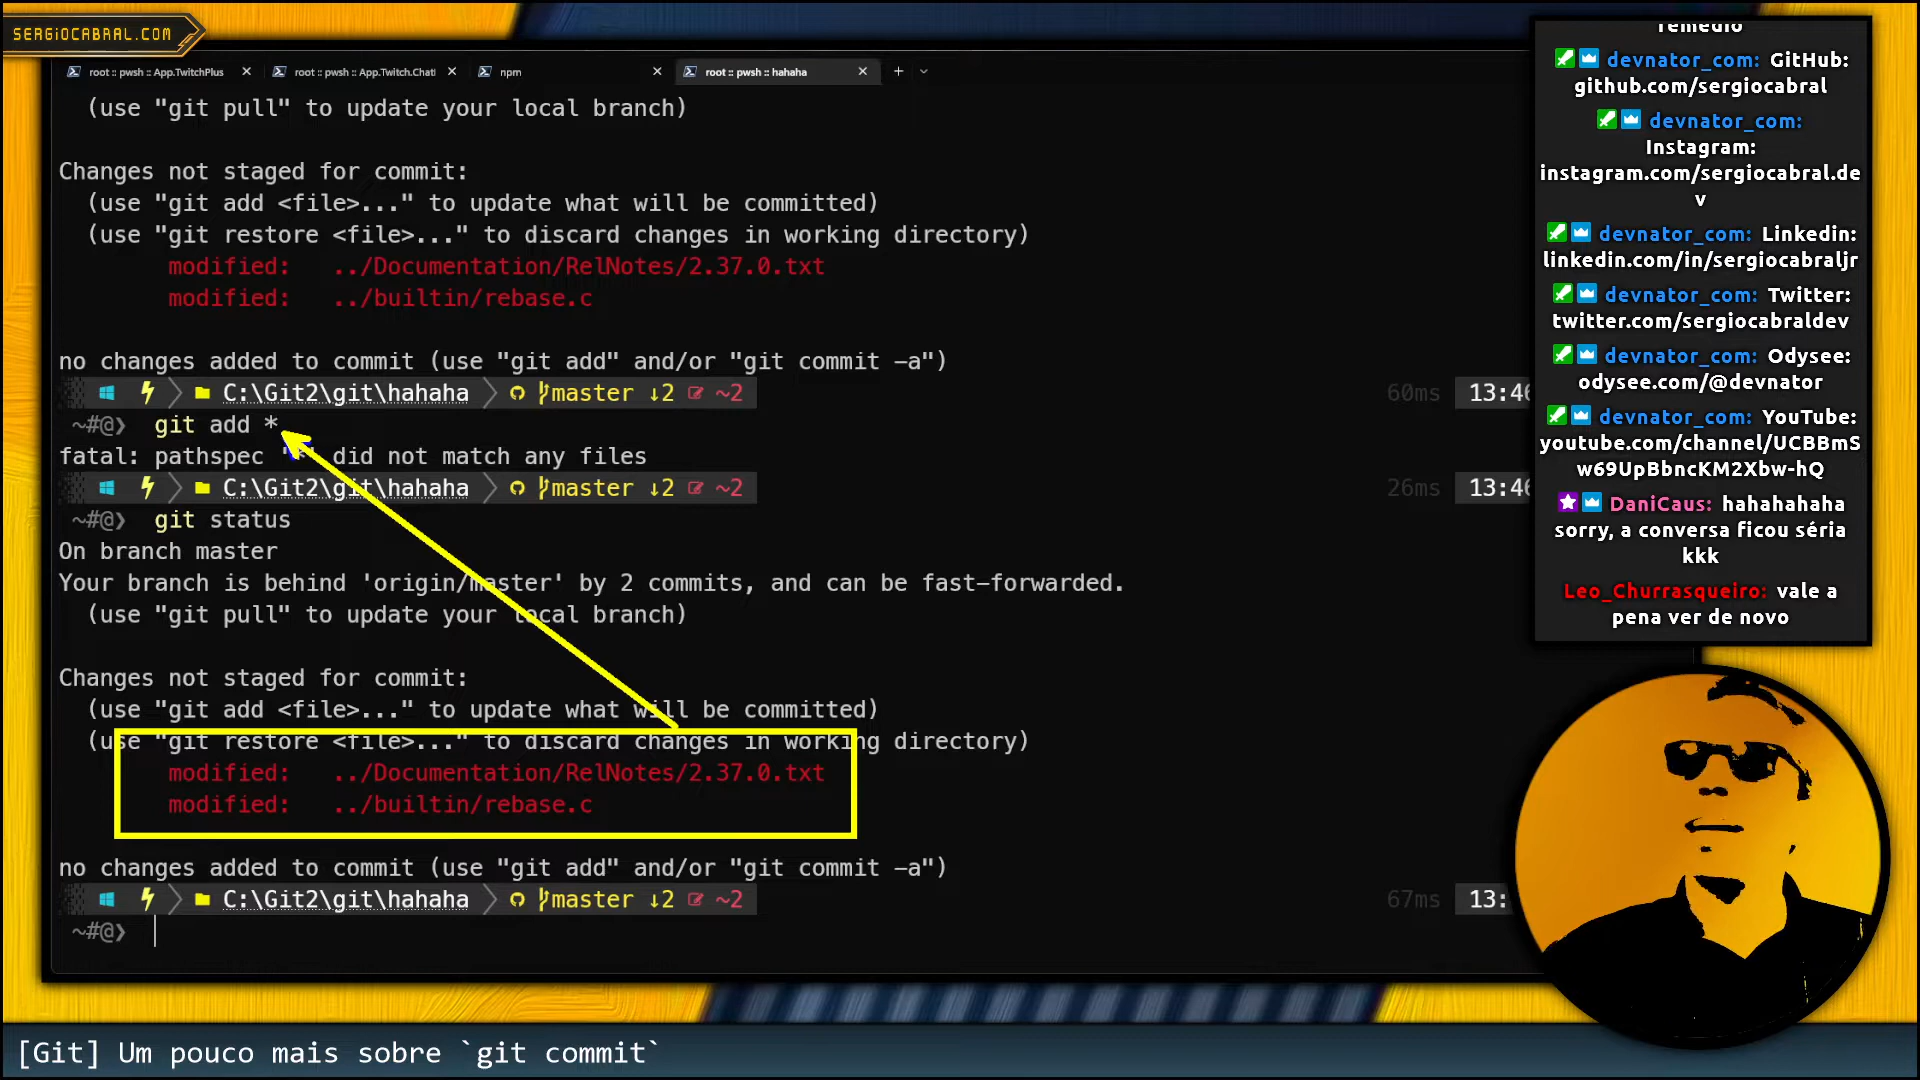 SERGIOCABRAL.COM
root :: pwsh :: App.TwitchPlus
root :: pwsh :: App.Twitch.Chatl
npm
root :: pwsh :: hahaha
(use "git pull" to update your local branch)
Changes not staged for commit:
(use "git add <file>..." to update what will be committed)
(use "git restore <file>..." to discard changes in working directory)
modified: ../Documentation/RelNotes/2.37.0.txt
modified: ../builtin/rebase.c
no changes added to commit (use "git add" and/or "git commit -a")
C:\Git2\git\hahaha master ↓2 ~2 60ms 13:46
~#@❯ git add *
fatal: pathspec '*' did not match any files
C:\Git2\git\hahaha master ↓2 ~2 26ms 13:46
~#@❯ git status
On branch master
Your branch is behind 'origin/master' by 2 commits, and can be fast-forwarded.
(use "git pull" to update your local branch)
Changes not staged for commit:
(use "git add <file>..." to update what will be committed)
(use "git restore <file>..." to discard changes in working directory)
modified: ../Documentation/RelNotes/2.37.0.txt
modified: ../builtin/rebase.c
no changes added to commit (use "git add" and/or "git commit -a")
C:\Git2\git\hahaha master ↓2 ~2 67ms 13:
~#@❯
remédio
devnator_com: GitHub:
github.com/sergiocabral
devnator_com:
Instagram:
instagram.com/sergiocabral.de
v
devnator_com: Linkedin:
linkedin.com/in/sergiocabraljr
devnator_com: Twitter:
twitter.com/sergiocabraldev
devnator_com: Odysee:
odysee.com/@devnator
devnator_com: YouTube:
youtube.com/channel/UCBBmS
w69UpBbncKM2Xbw-hQ
DaniCaus: hahahahaha
sorry, a conversa ficou séria
kkk
Leo_Churrasqueiro: vale a
pena ver de novo
[Git] Um pouco mais sobre `git commit`